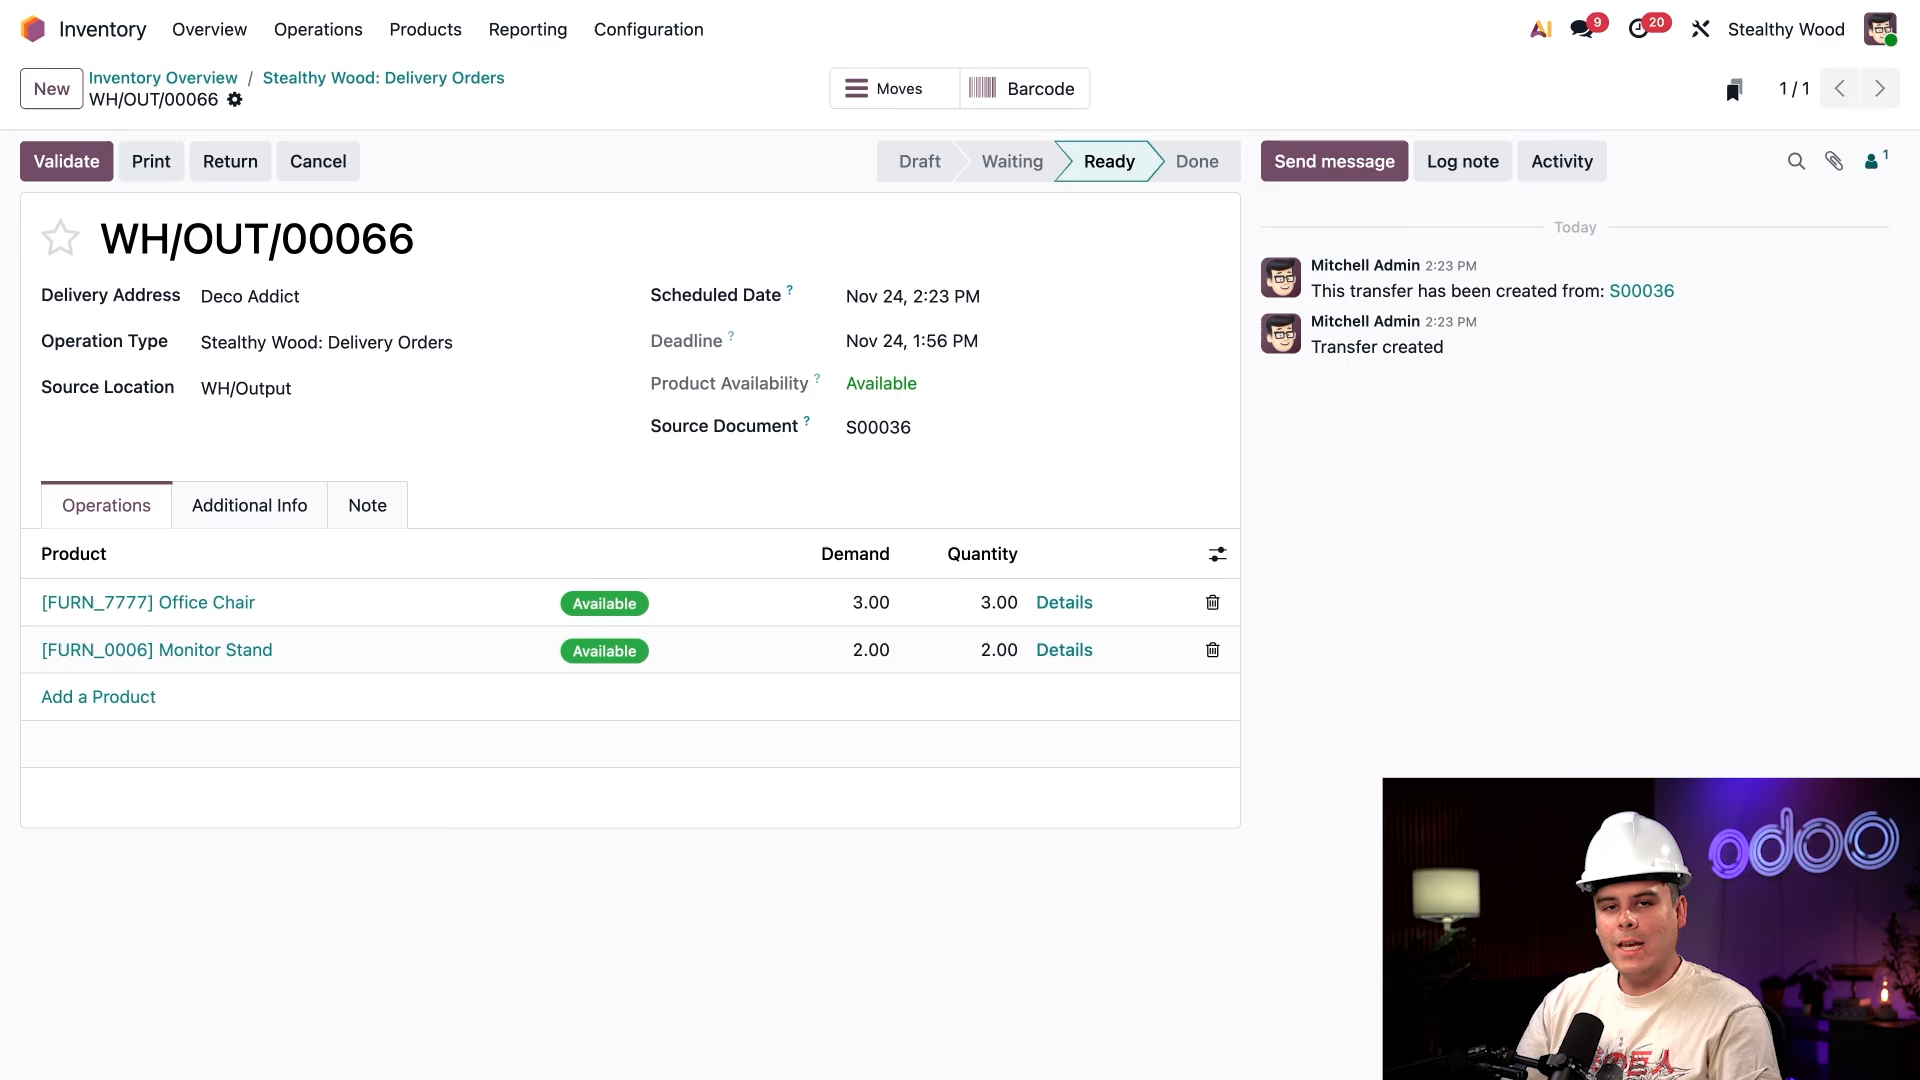 Inventory Overview Operations Products Reporting Configuration
9 20 Stealthy Wood
New
Inventory Overview / Stealthy Wood: Delivery Orders
WH/OUT/00066
Moves Barcode
1 / 1
Validate Print Return Cancel
Draft Waiting Ready Done
Send message Log note Activity
1
WH/OUT/00066
Delivery Address Deco Addict
Operation Type Stealthy Wood: Delivery Orders
Source Location WH/Output
Scheduled Date ? Nov 24, 2:23 PM
Deadline ? Nov 24, 1:56 PM
Product Availability ? Available
Source Document ? S00036
Operations Additional Info Note
Product Demand Quantity
[FURN_7777] Office Chair Available 3.00 3.00 Details
[FURN_0006] Monitor Stand Available 2.00 2.00 Details
Add a Product
Today
Mitchell Admin 2:23 PM
This transfer has been created from: S00036
Mitchell Admin 2:23 PM
Transfer created
AI
odoo